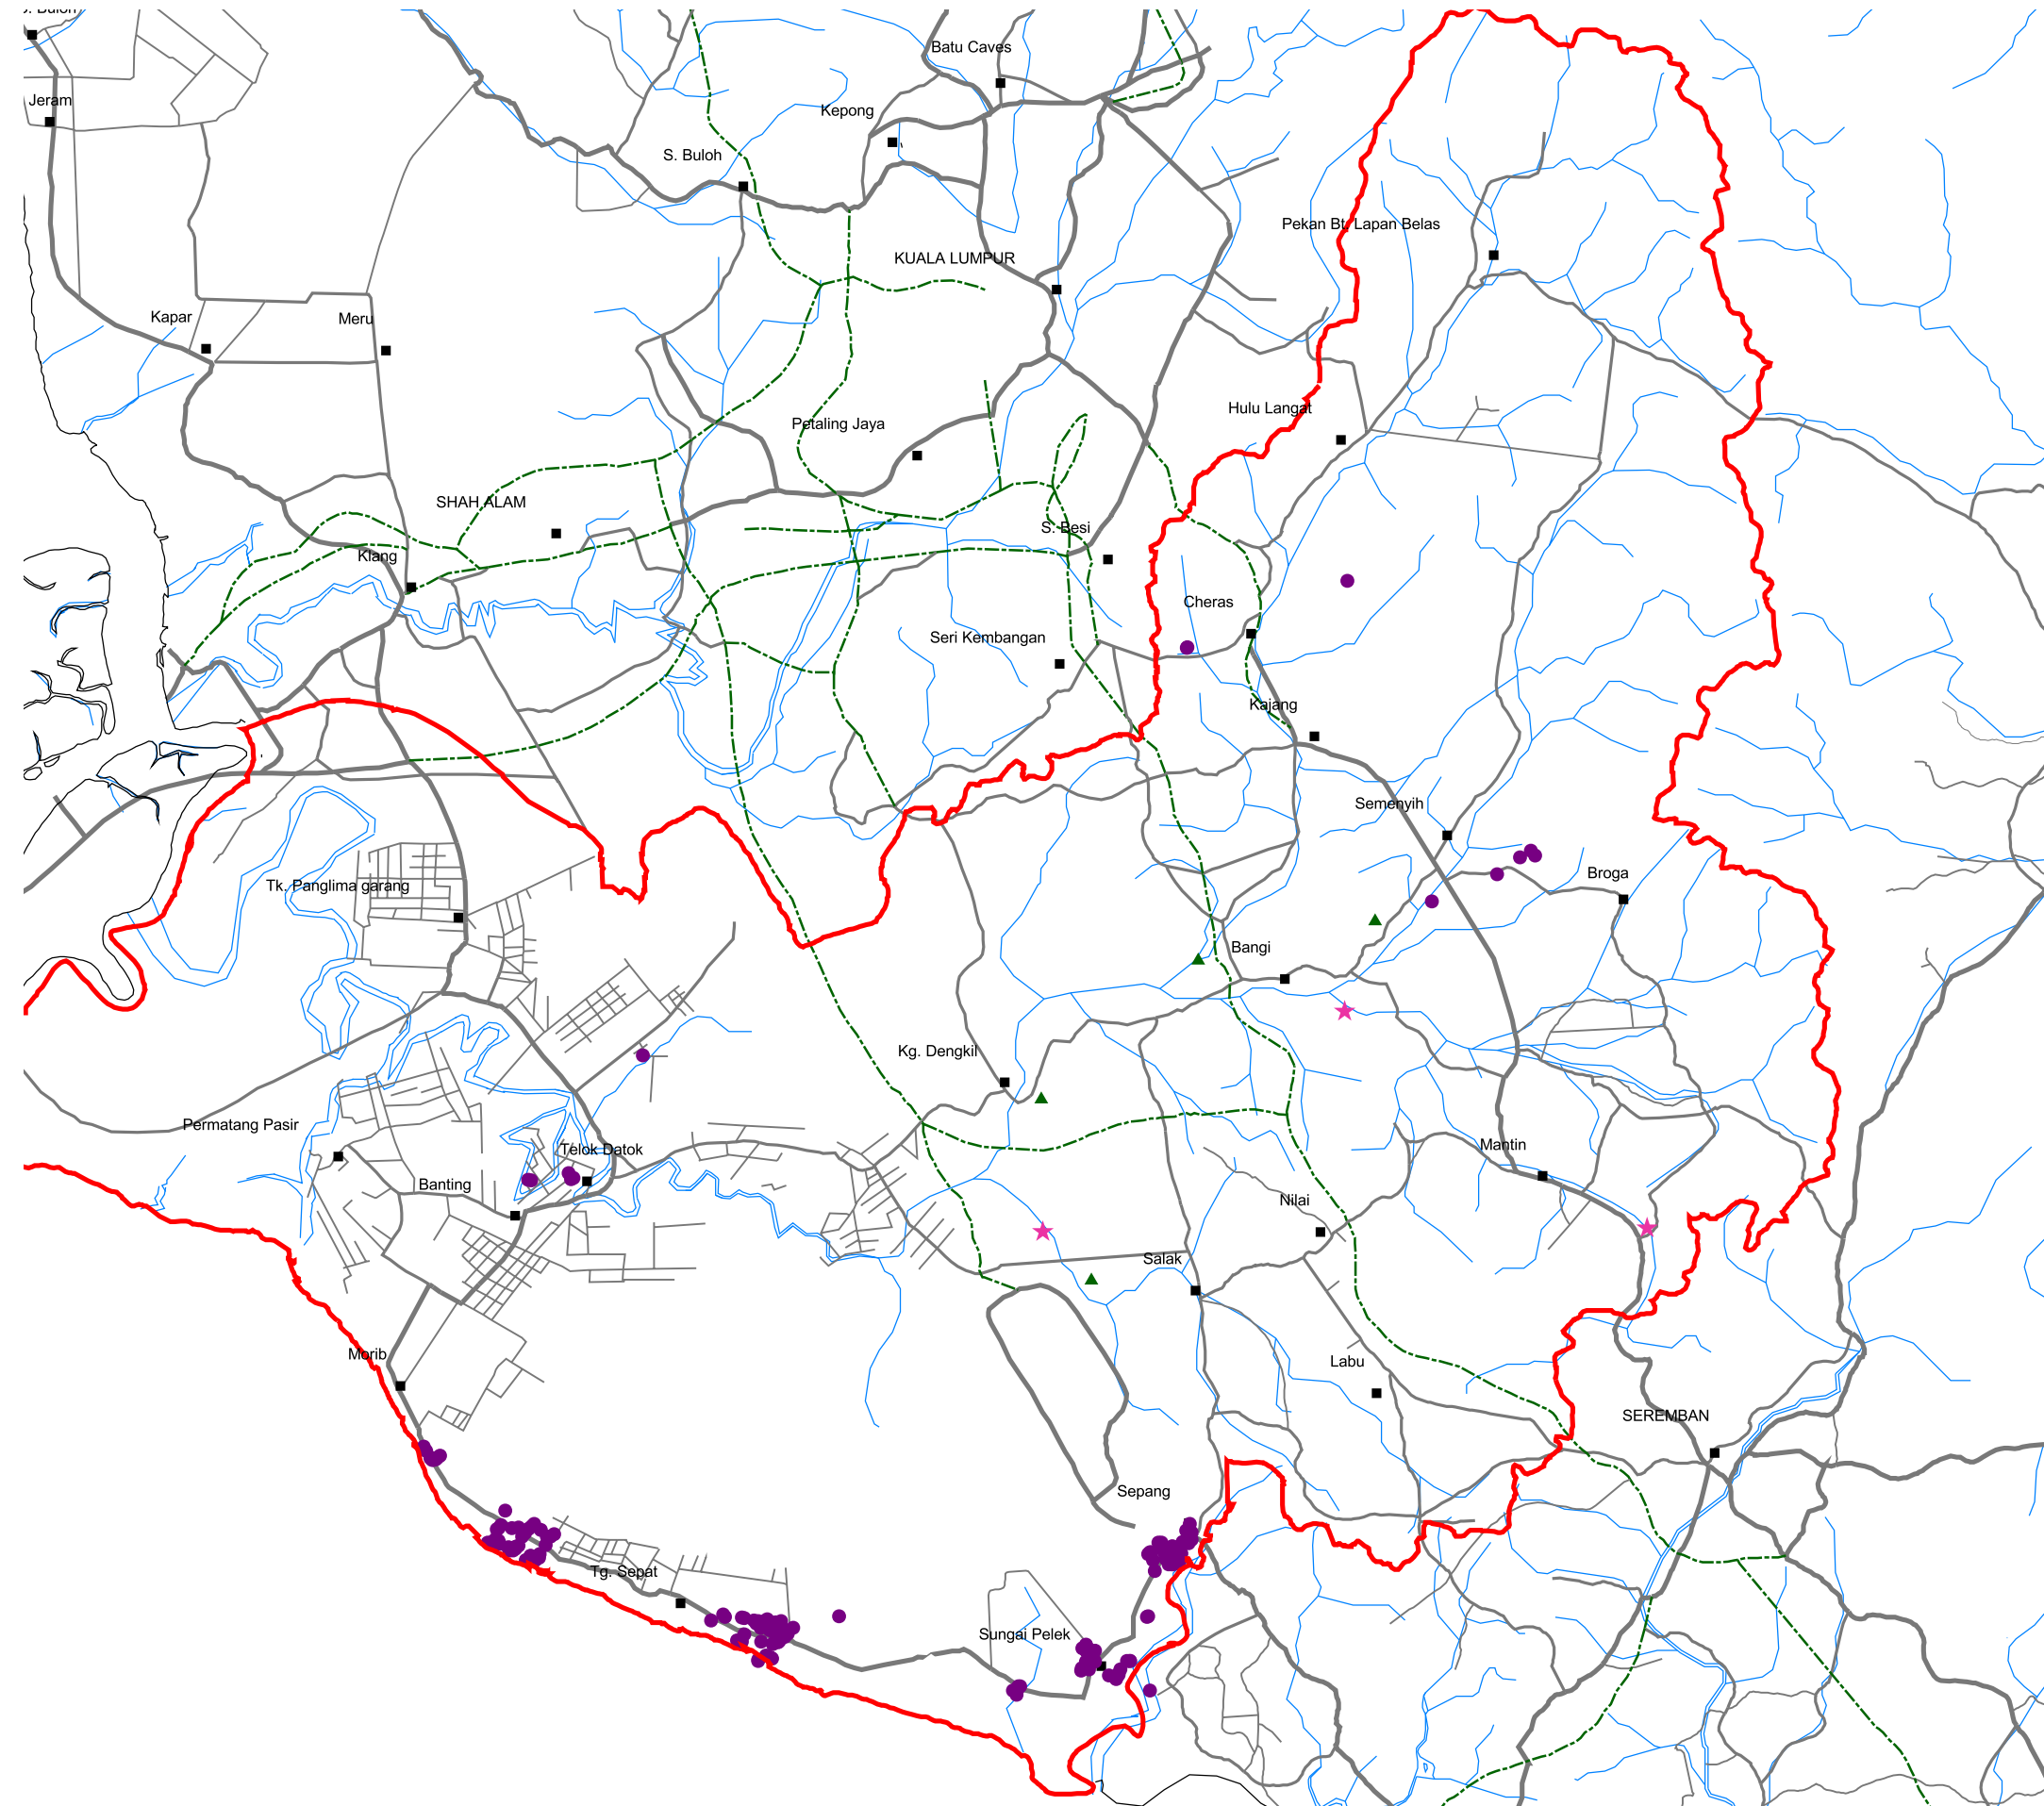 Batu Caves
Jeram
Kepong
S. Buloh
Pekan Bt. Lapan Belas
KUALA LUMPUR
Kapar
Meru
Hulu Langat
Petaling Jaya
SHAH ALAM
S. Besi
Klang
Cheras
Seri Kembangan
Kajang
Semenyih
Broga
Tk. Panglima garang
Bangi
Kg. Dengkil
Permatang Pasir
Telok Datok
Mantin
Banting
Nilai
Salak
Morib
Labu
SEREMBAN
Sepang
Tg. Sepat
Sungai Pelek